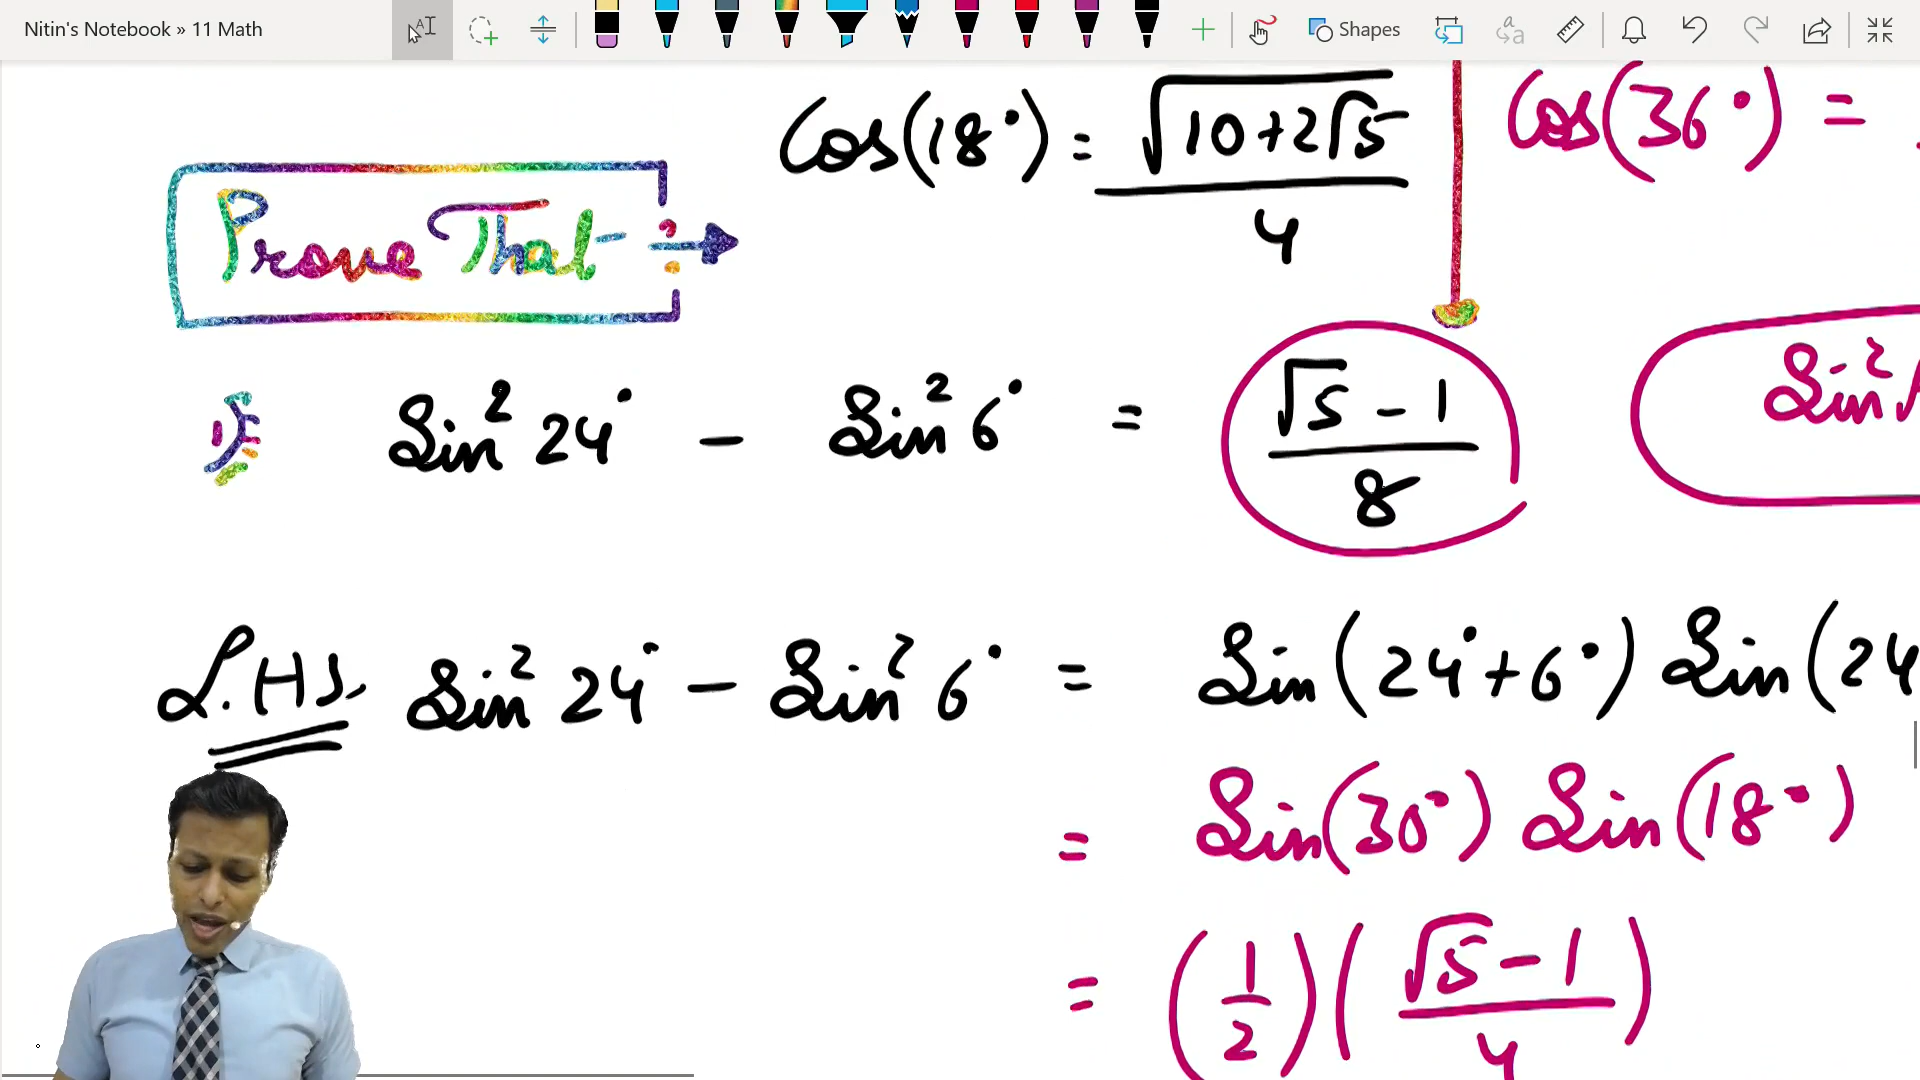 Nitin's Notebook » 11 Math
Shapes
Cos(18°) = √(10+2√5) / 4
Cos(36°) =
Prove That :→
1) Sin² 24° - Sin² 6° = (√5 - 1) / 8
Sin²
L.H.S. Sin² 24° - Sin² 6° = Sin(24°+6°) Sin(24
= Sin(30°) Sin(18°)
= (1/2) ((√5 - 1) / 4)